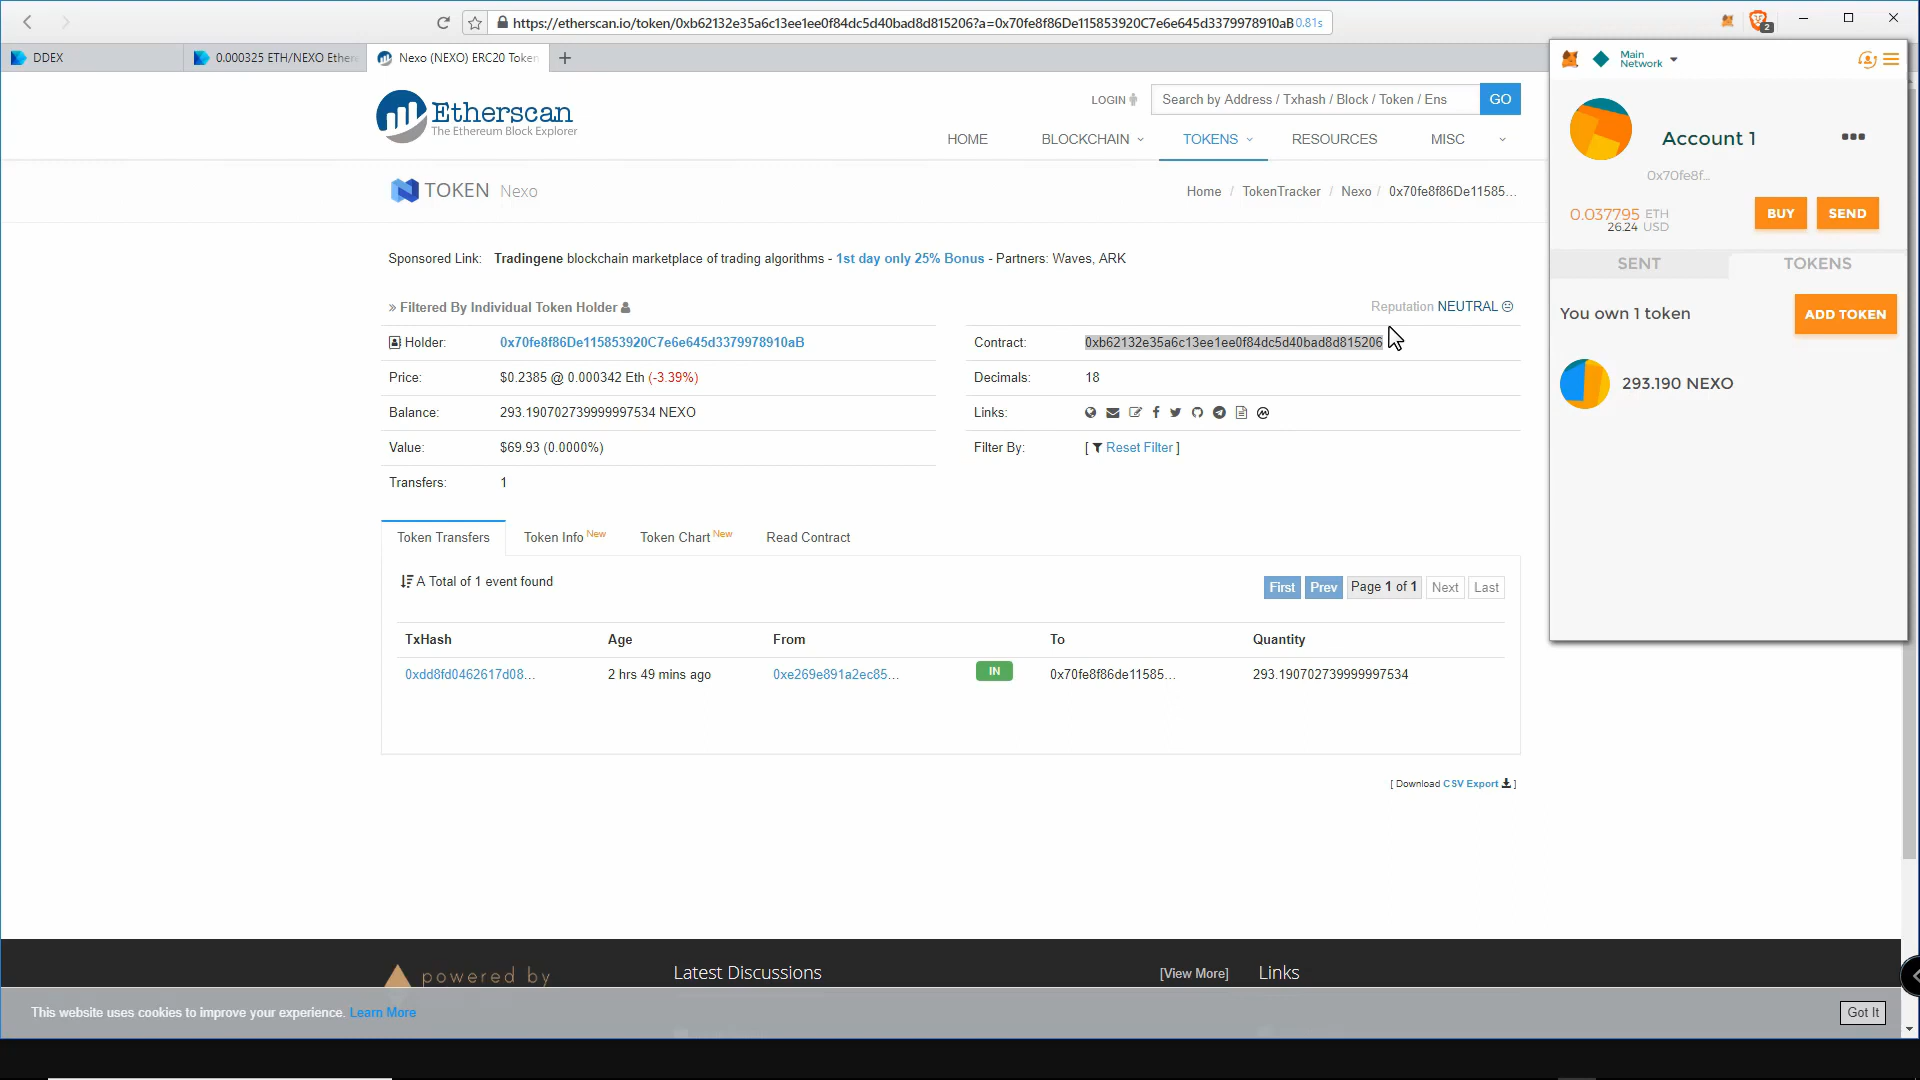 https://etherscan.io/token/0xb62132e35a6c13ee1ee0f84dc5d40bad8d815206?a=0x70fe8f86De115853920C7e6e645d3379978910aB 0.81s
2
DDEX
0.000325 ETH/NEXO Ether
Nexo (NEXO) ERC20 Token
Etherscan
The Ethereum Block Explorer
LOGIN
Search by Address / Txhash / Block / Token / Ens
GO
HOME
BLOCKCHAIN
TOKENS
RESOURCES
MISC
TOKEN Nexo
Home / TokenTracker / Nexo / 0x70fe8f86De11585...
Sponsored Link: Tradingene blockchain marketplace of trading algorithms - 1st day only 25% Bonus - Partners: Waves, ARK
» Filtered By Individual Token Holder
Reputation NEUTRAL
Holder: 0x70fe8f86De115853920C7e6e645d3379978910aB
Price: $0.2385 @ 0.000342 Eth (-3.39%)
Balance: 293.190702739999997534 NEXO
Value: $69.93 (0.0000%)
Transfers: 1
Contract: 0xb62132e35a6c13ee1ee0f84dc5d40bad8d815206
Decimals: 18
Links:
Filter By: [ Reset Filter ]
Token Transfers
Token Info New
Token Chart New
Read Contract
A Total of 1 event found
First Prev Page 1 of 1 Next Last
TxHash Age From To Quantity
0xdd8fd0462617d08... 2 hrs 49 mins ago 0xe269e891a2ec85... IN 0x70fe8f86de11585... 293.190702739999997534
[ Download CSV Export ]
powered by
Latest Discussions
[View More]
Links
This website uses cookies to improve your experience. Learn More
Got It
Main
Network
Account 1
0x70fe8f...
0.037795 ETH
26.24 USD
BUY
SEND
SENT
TOKENS
You own 1 token
ADD TOKEN
293.190 NEXO